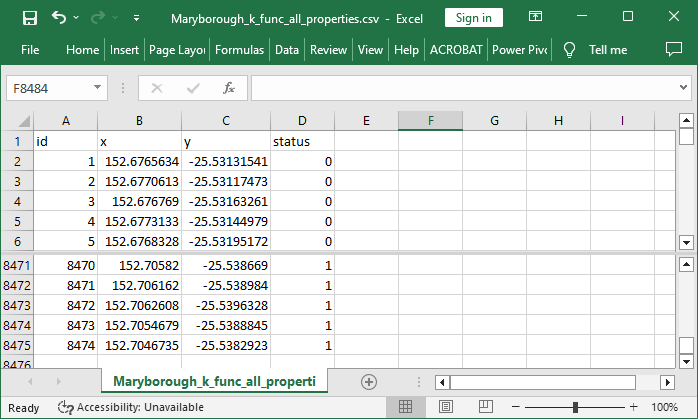 Maryborough_k_func_all_properties.csv - Excel Sign in
File Home Insert Page Layou Formulas Data Review View Help ACROBAT Power Pive Tell me
F8484 fx
A B C D E F G H I
1 id x y status
2 1 152.6765634 -25.53131541 0
3 2 152.6770613 -25.53117473 0
4 3 152.676769 -25.53163261 0
5 4 152.6773133 -25.53144979 0
6 5 152.6768328 -25.53195172 0
8471 8470 152.70582 -25.538669 1
8472 8471 152.706162 -25.538984 1
8473 8472 152.7062608 -25.5396328 1
8474 8473 152.7054679 -25.5388845 1
8475 8474 152.7046735 -25.5382923 1
8476
Maryborough_k_func_all_properti
Ready Accessibility: Unavailable 100%